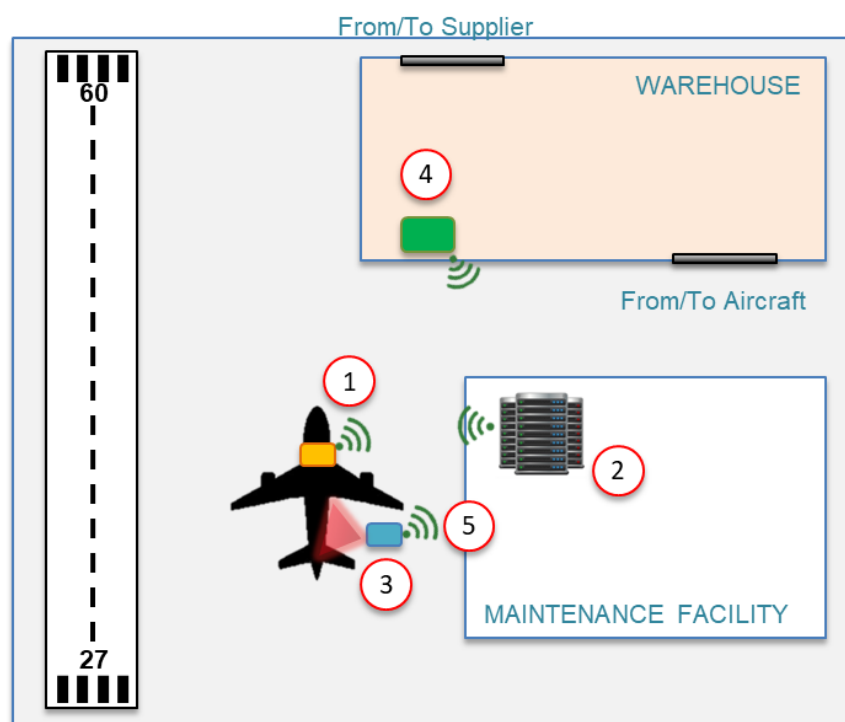 From/To Supplier
60
WAREHOUSE
4
From/To Aircraft
1
2
5
3
MAINTENANCE FACILITY
27